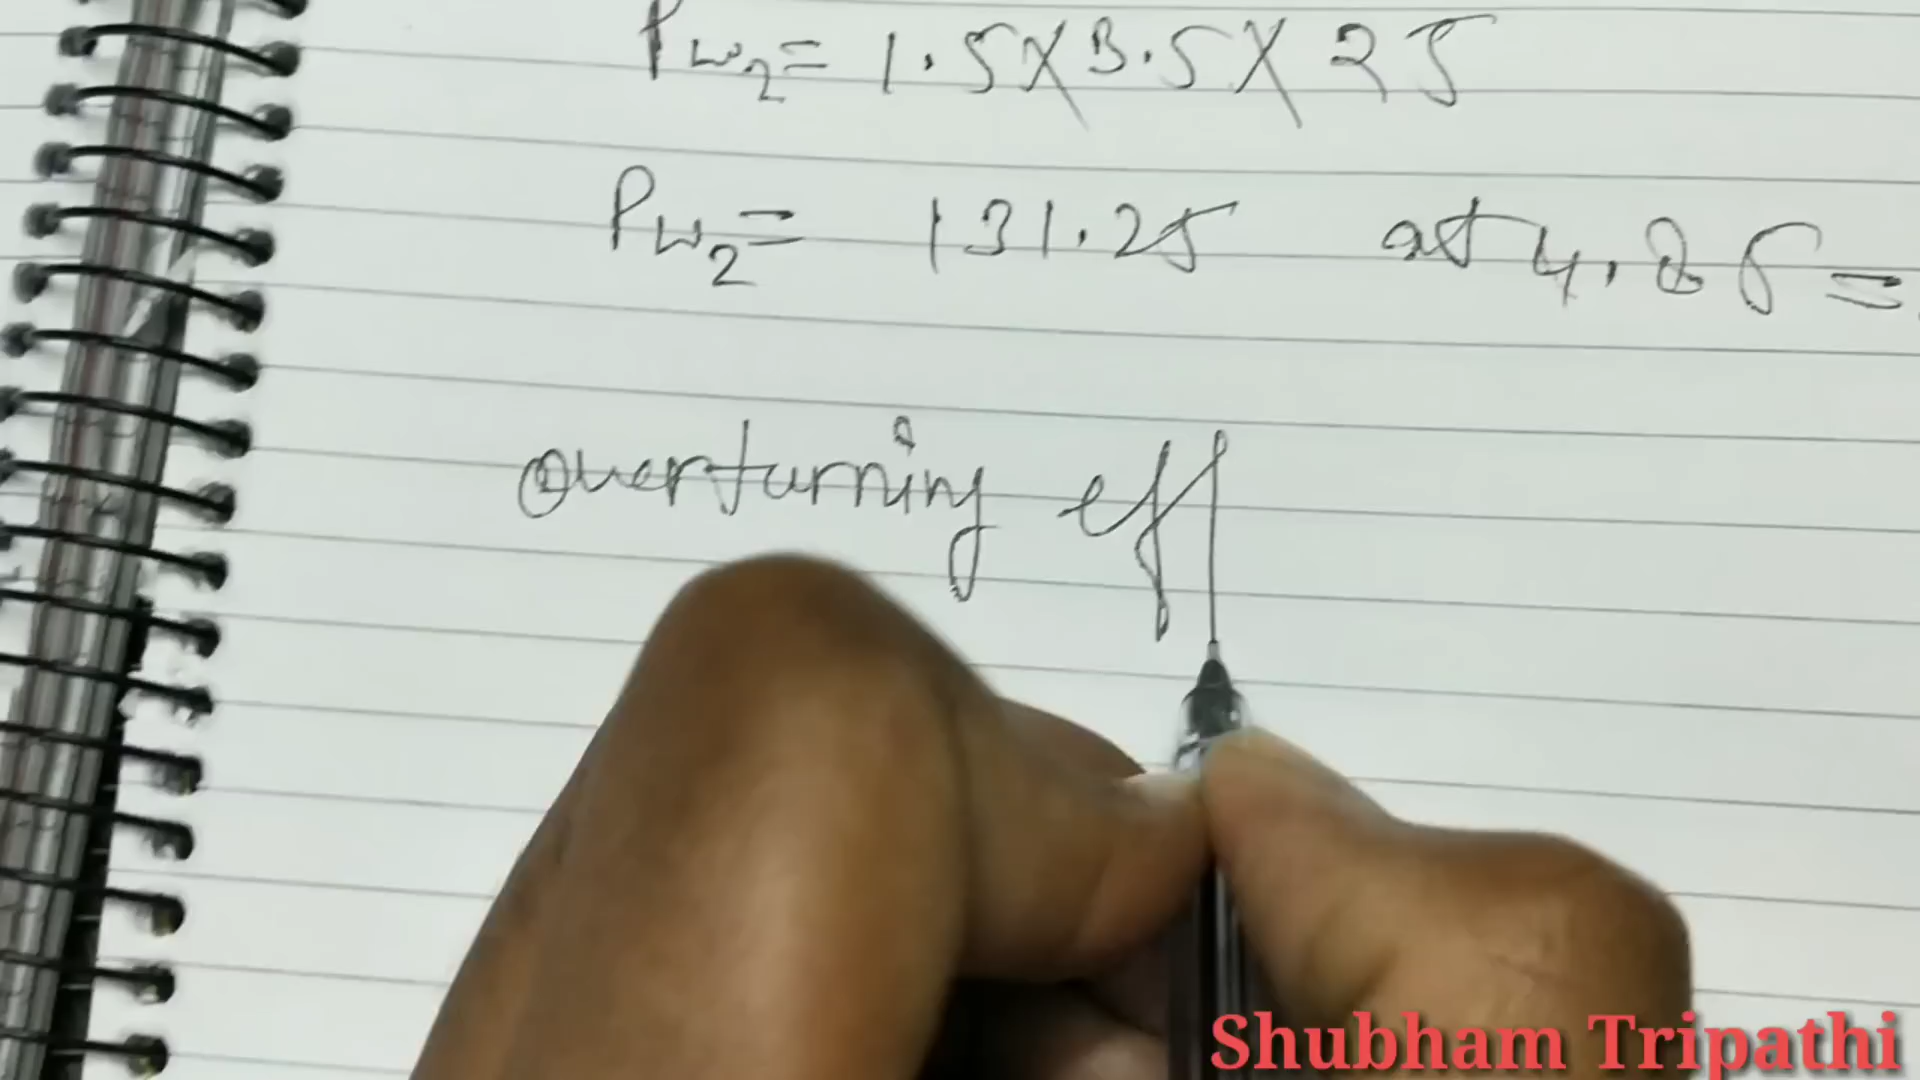 Pw2 = 1.5 X 3.5 X 25
Pw2 = 131.25 at 4.25 =
overturning eff
Shubham Tripathi